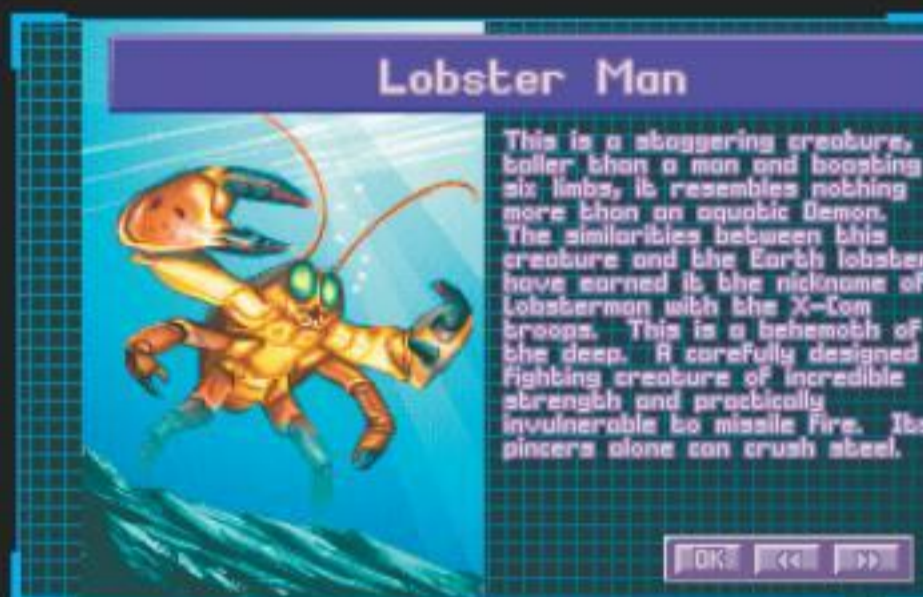 Lobster Man
This is a staggering creature,
taller than a man and boasting
six limbs, it resembles nothing
more than an aquatic Demon.
The similarities between this
creature and the Earth lobster
have earned it the nickname of
Lobsterman with the X-Com
troops. This is a behemoth of
the deep. A carefully designed
fighting creature of incredible
strength and practically
invulnerable to missile fire. Its
pincers alone can crush steel.
OK << >>